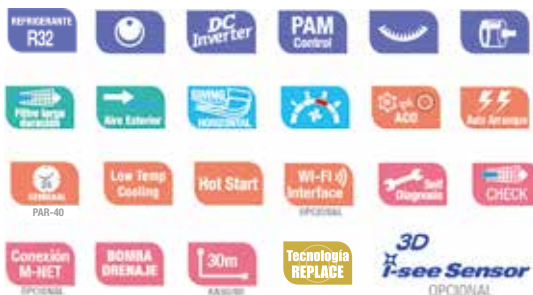 REFRIGERANTE
R32
DC
Inverter
PAM
Control
Filtro larga
duración
Aire Exterior
SWING
HORIZONTAL
ACO
Auto Arranque
SEMANAL
PAR-40
Low Temp
Cooling
Hot Start
WI-FI
Interface
OPCIONAL
Self
Diagnosis
CHECK
Conexión
M-NET
OPCIONAL
BOMBA
DRENAJE
30m
Tecnología
REPLACE
3D
i-see Sensor
OPCIONAL